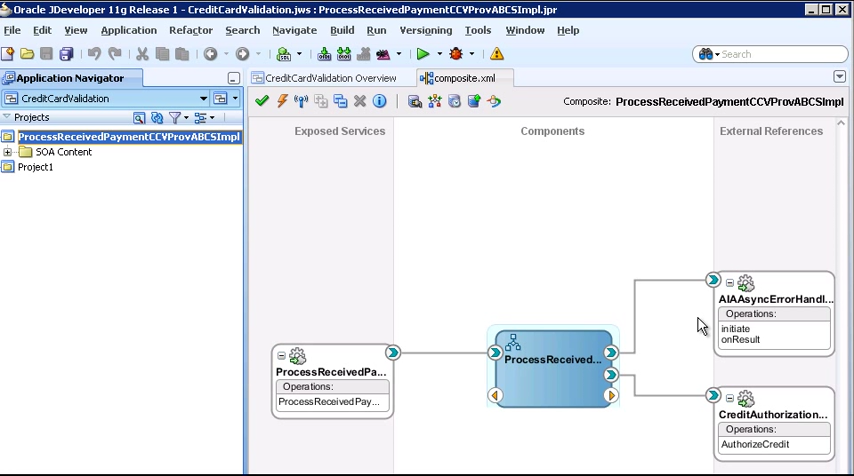 Oracle JDeveloper 11g Release 1 - CreditCardValidation.jws : ProcessReceivedPaymentCCVProvABCSImpl.jpr
File Edit View Application Refactor Search Navigate Build Run Versioning Tools Window Help
Search
Application Navigator
CreditCardValidation Overview
composite.xml
CreditCardValidation
Projects
Composite: ProcessReceivedPaymentCCVProvABCSImpl
ProcessReceivedPaymentCCVProvABCSImpl
SOA Content
Project1
Exposed Services
Components
External References
AIAAsyncErrorHandl...
Operations:
initiate
onResult
ProcessReceivedPa...
Operations:
ProcessReceivedPay...
ProcessReceived...
CreditAuthorization...
Operations:
AuthorizeCredit